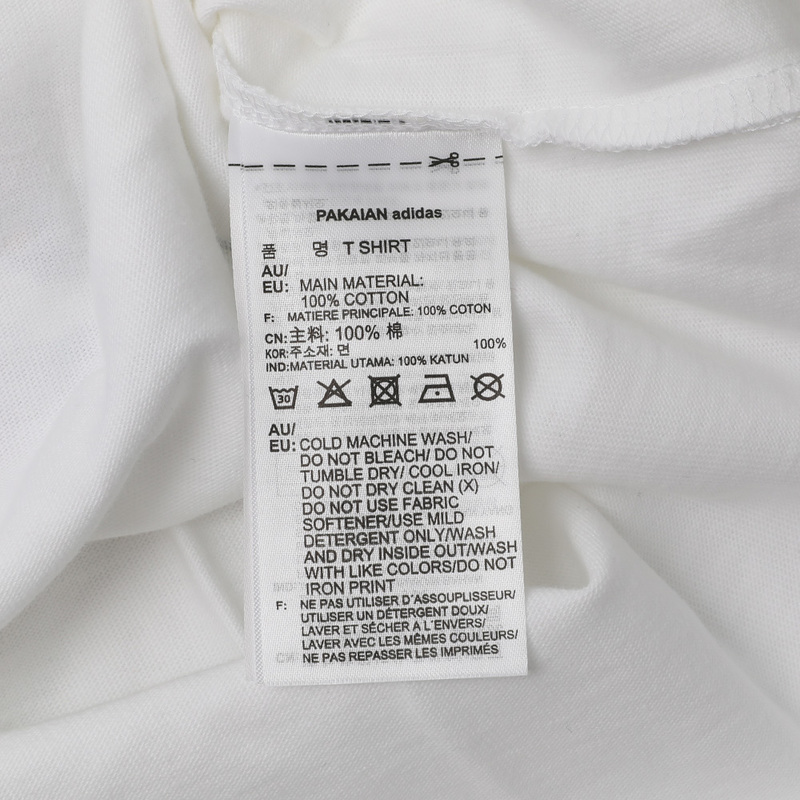 PAKAIAN adidas
품 명 T SHIRT
AU/
EU: MAIN MATERIAL:
100% COTTON
F: MATIERE PRINCIPALE: 100% COTON
CN:主料: 100% 棉
KOR:주소재: 면 100%
IND:MATERIAL UTAMA: 100% KATUN
30
AU/
EU: COLD MACHINE WASH/
DO NOT BLEACH/ DO NOT
TUMBLE DRY/ COOL IRON/
DO NOT DRY CLEAN (X)
DO NOT USE FABRIC
SOFTENER/USE MILD
DETERGENT ONLY/WASH
AND DRY INSIDE OUT/WASH
WITH LIKE COLORS/DO NOT
IRON PRINT
F: NE PAS UTILISER D´ASSOUPLISSEUR/
UTILISER UN DÉTERGENT DOUX/
LAVER ET SÉCHER A L´ENVERS/
LAVER AVEC LES MÊMES COULEURS/
NE PAS REPASSER LES IMPRIMÉS